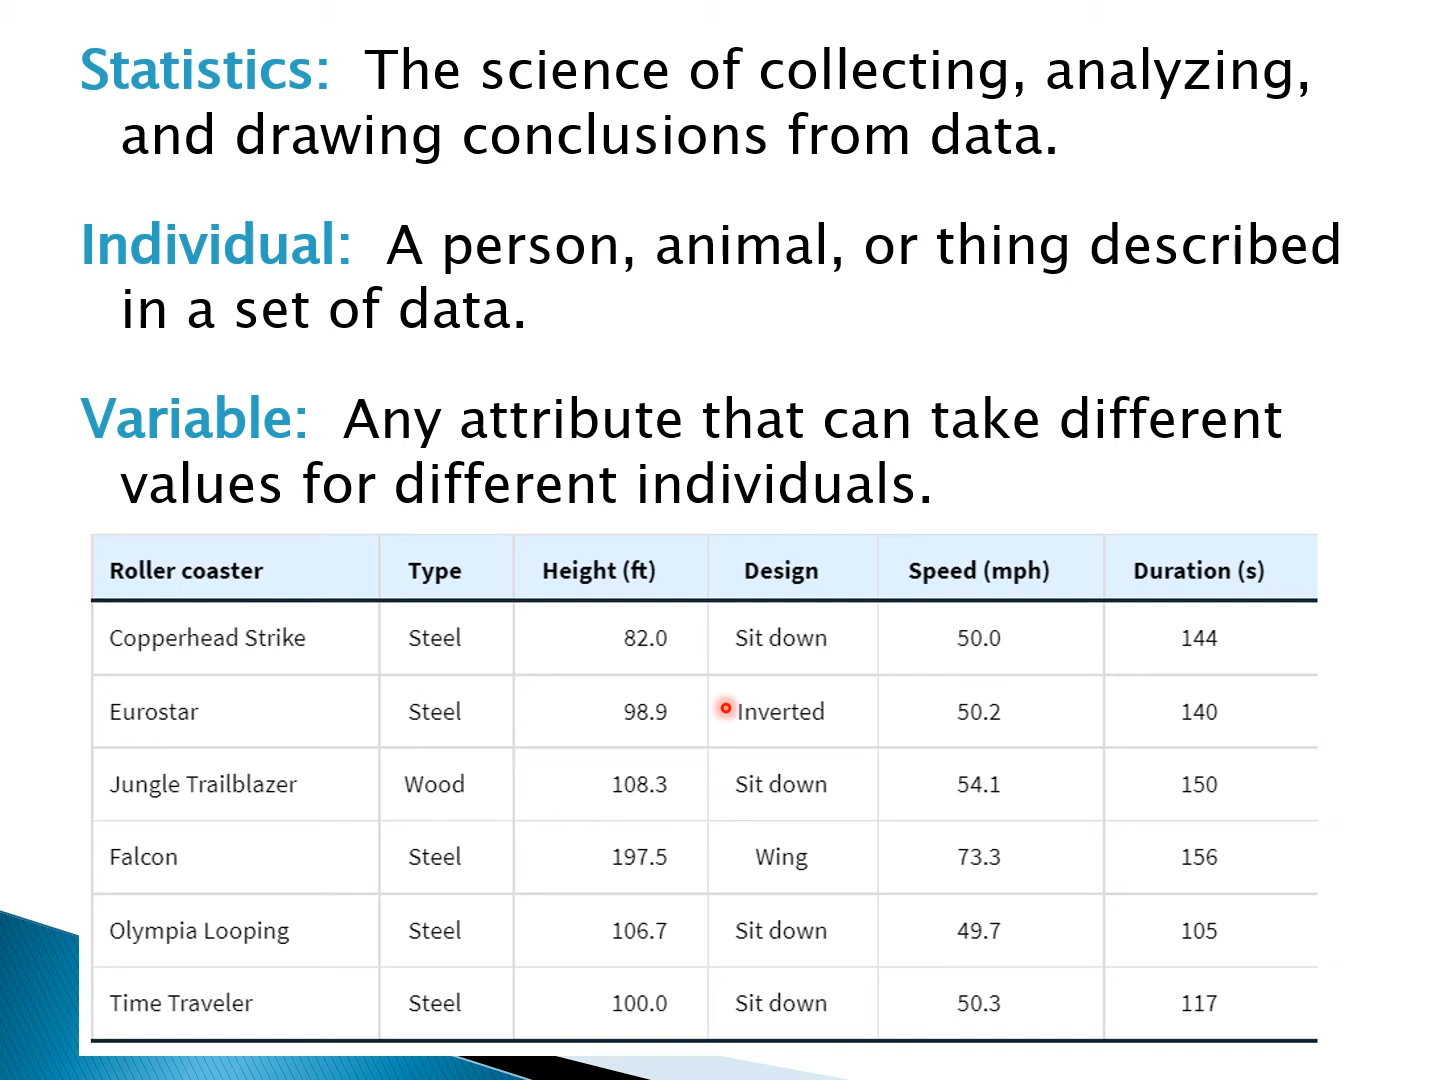 Statistics: The science of collecting, analyzing,
and drawing conclusions from data.
Individual: A person, animal, or thing described
in a set of data.
Variable: Any attribute that can take different
values for different individuals.
Roller coaster Type Height (ft) Design Speed (mph) Duration (s)
Copperhead Strike Steel 82.0 Sit down 50.0 144
Eurostar Steel 98.9 Inverted 50.2 140
Jungle Trailblazer Wood 108.3 Sit down 54.1 150
Falcon Steel 197.5 Wing 73.3 156
Olympia Looping Steel 106.7 Sit down 49.7 105
Time Traveler Steel 100.0 Sit down 50.3 117